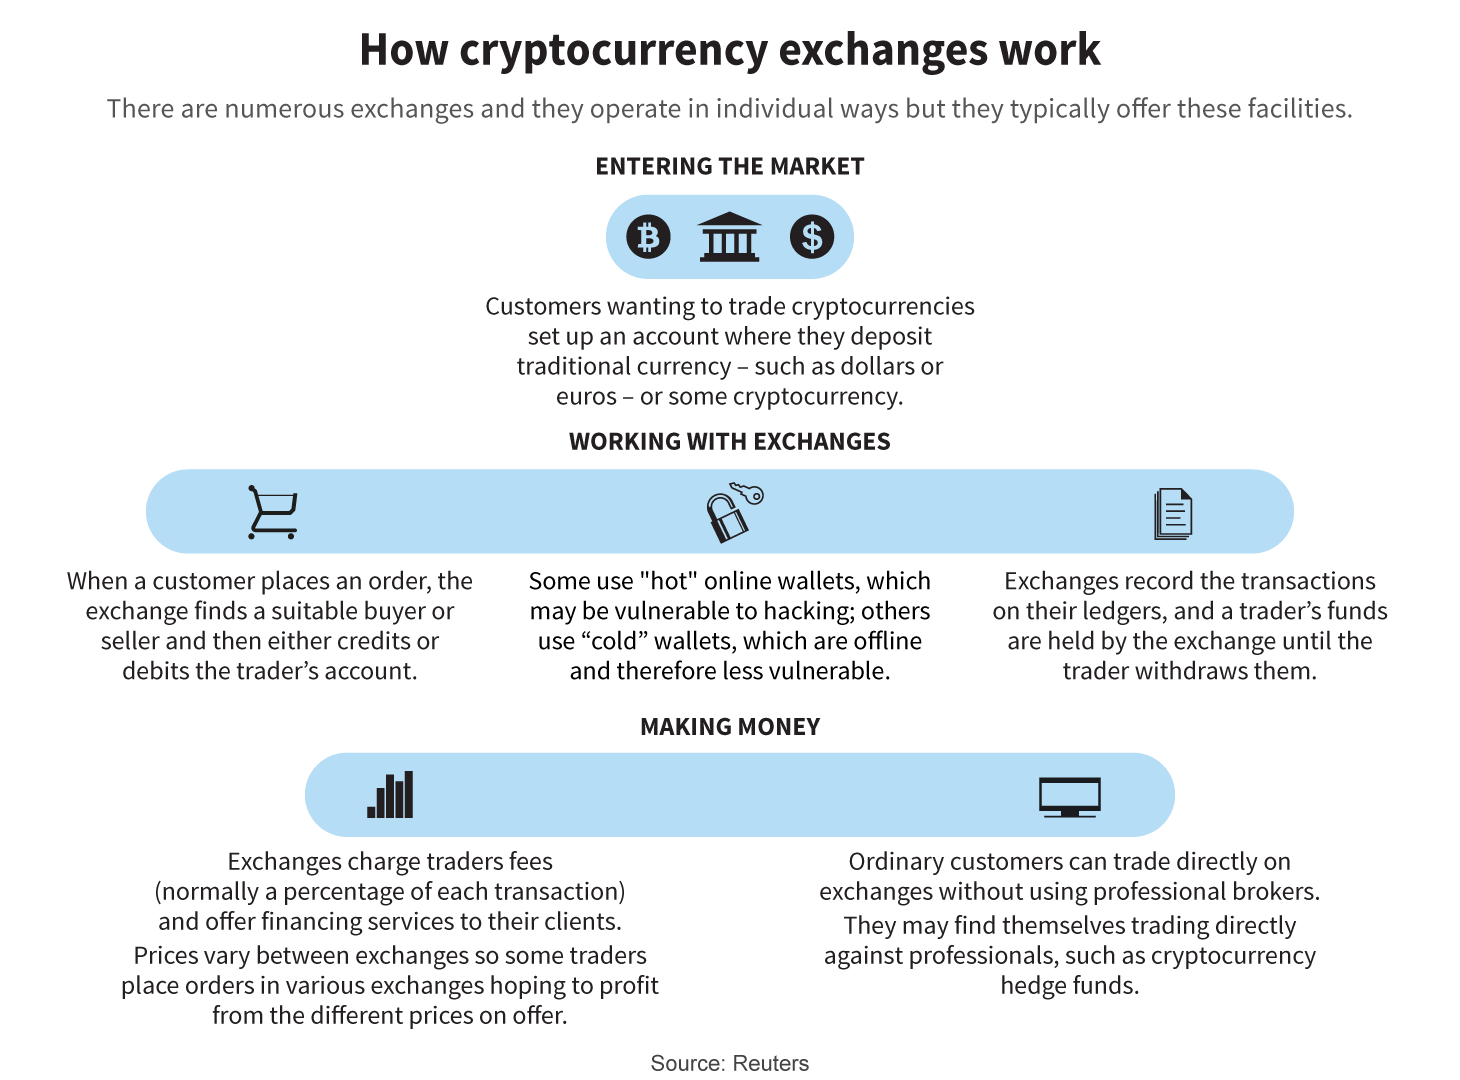 How cryptocurrency exchanges work
There are numerous exchanges and they operate in individual ways but they typically offer these facilities.
ENTERING THE MARKET
Customers wanting to trade cryptocurrencies
set up an account where they deposit
traditional currency – such as dollars or
euros – or some cryptocurrency.
WORKING WITH EXCHANGES
When a customer places an order, the
exchange finds a suitable buyer or
seller and then either credits or
debits the trader’s account.
Some use "hot" online wallets, which
may be vulnerable to hacking; others
use “cold” wallets, which are offline
and therefore less vulnerable.
Exchanges record the transactions
on their ledgers, and a trader’s funds
are held by the exchange until the
trader withdraws them.
MAKING MONEY
Exchanges charge traders fees
(normally a percentage of each transaction)
and offer financing services to their clients.
Prices vary between exchanges so some traders
place orders in various exchanges hoping to profit
from the different prices on offer.
Ordinary customers can trade directly on
exchanges without using professional brokers.
They may find themselves trading directly
against professionals, such as cryptocurrency
hedge funds.
Source: Reuters